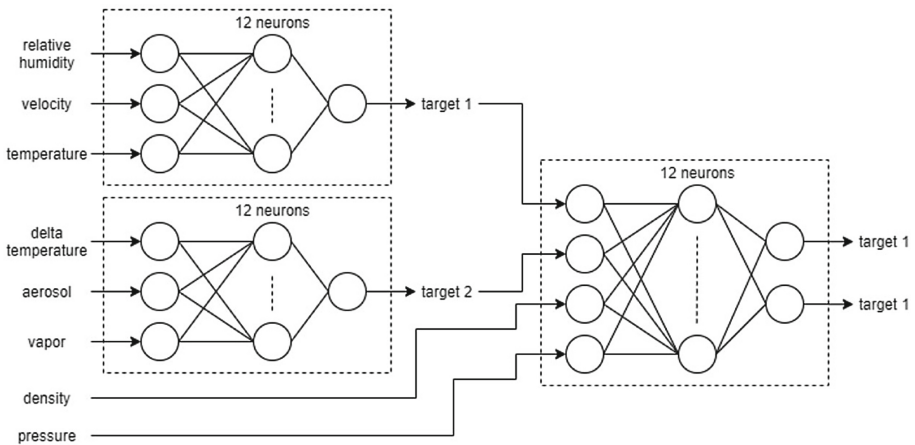 12 neurons
relative
humidity
velocity
temperature
target 1
12 neurons
delta
temperature
aerosol
vapor
target 2
density
pressure
12 neurons
target 1
target 1